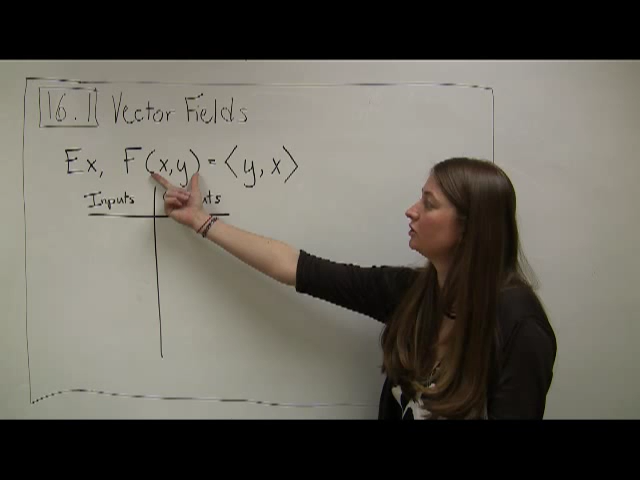 16.1 Vector Fields
Ex, F(x,y) = ⟨y, x⟩
Inputs